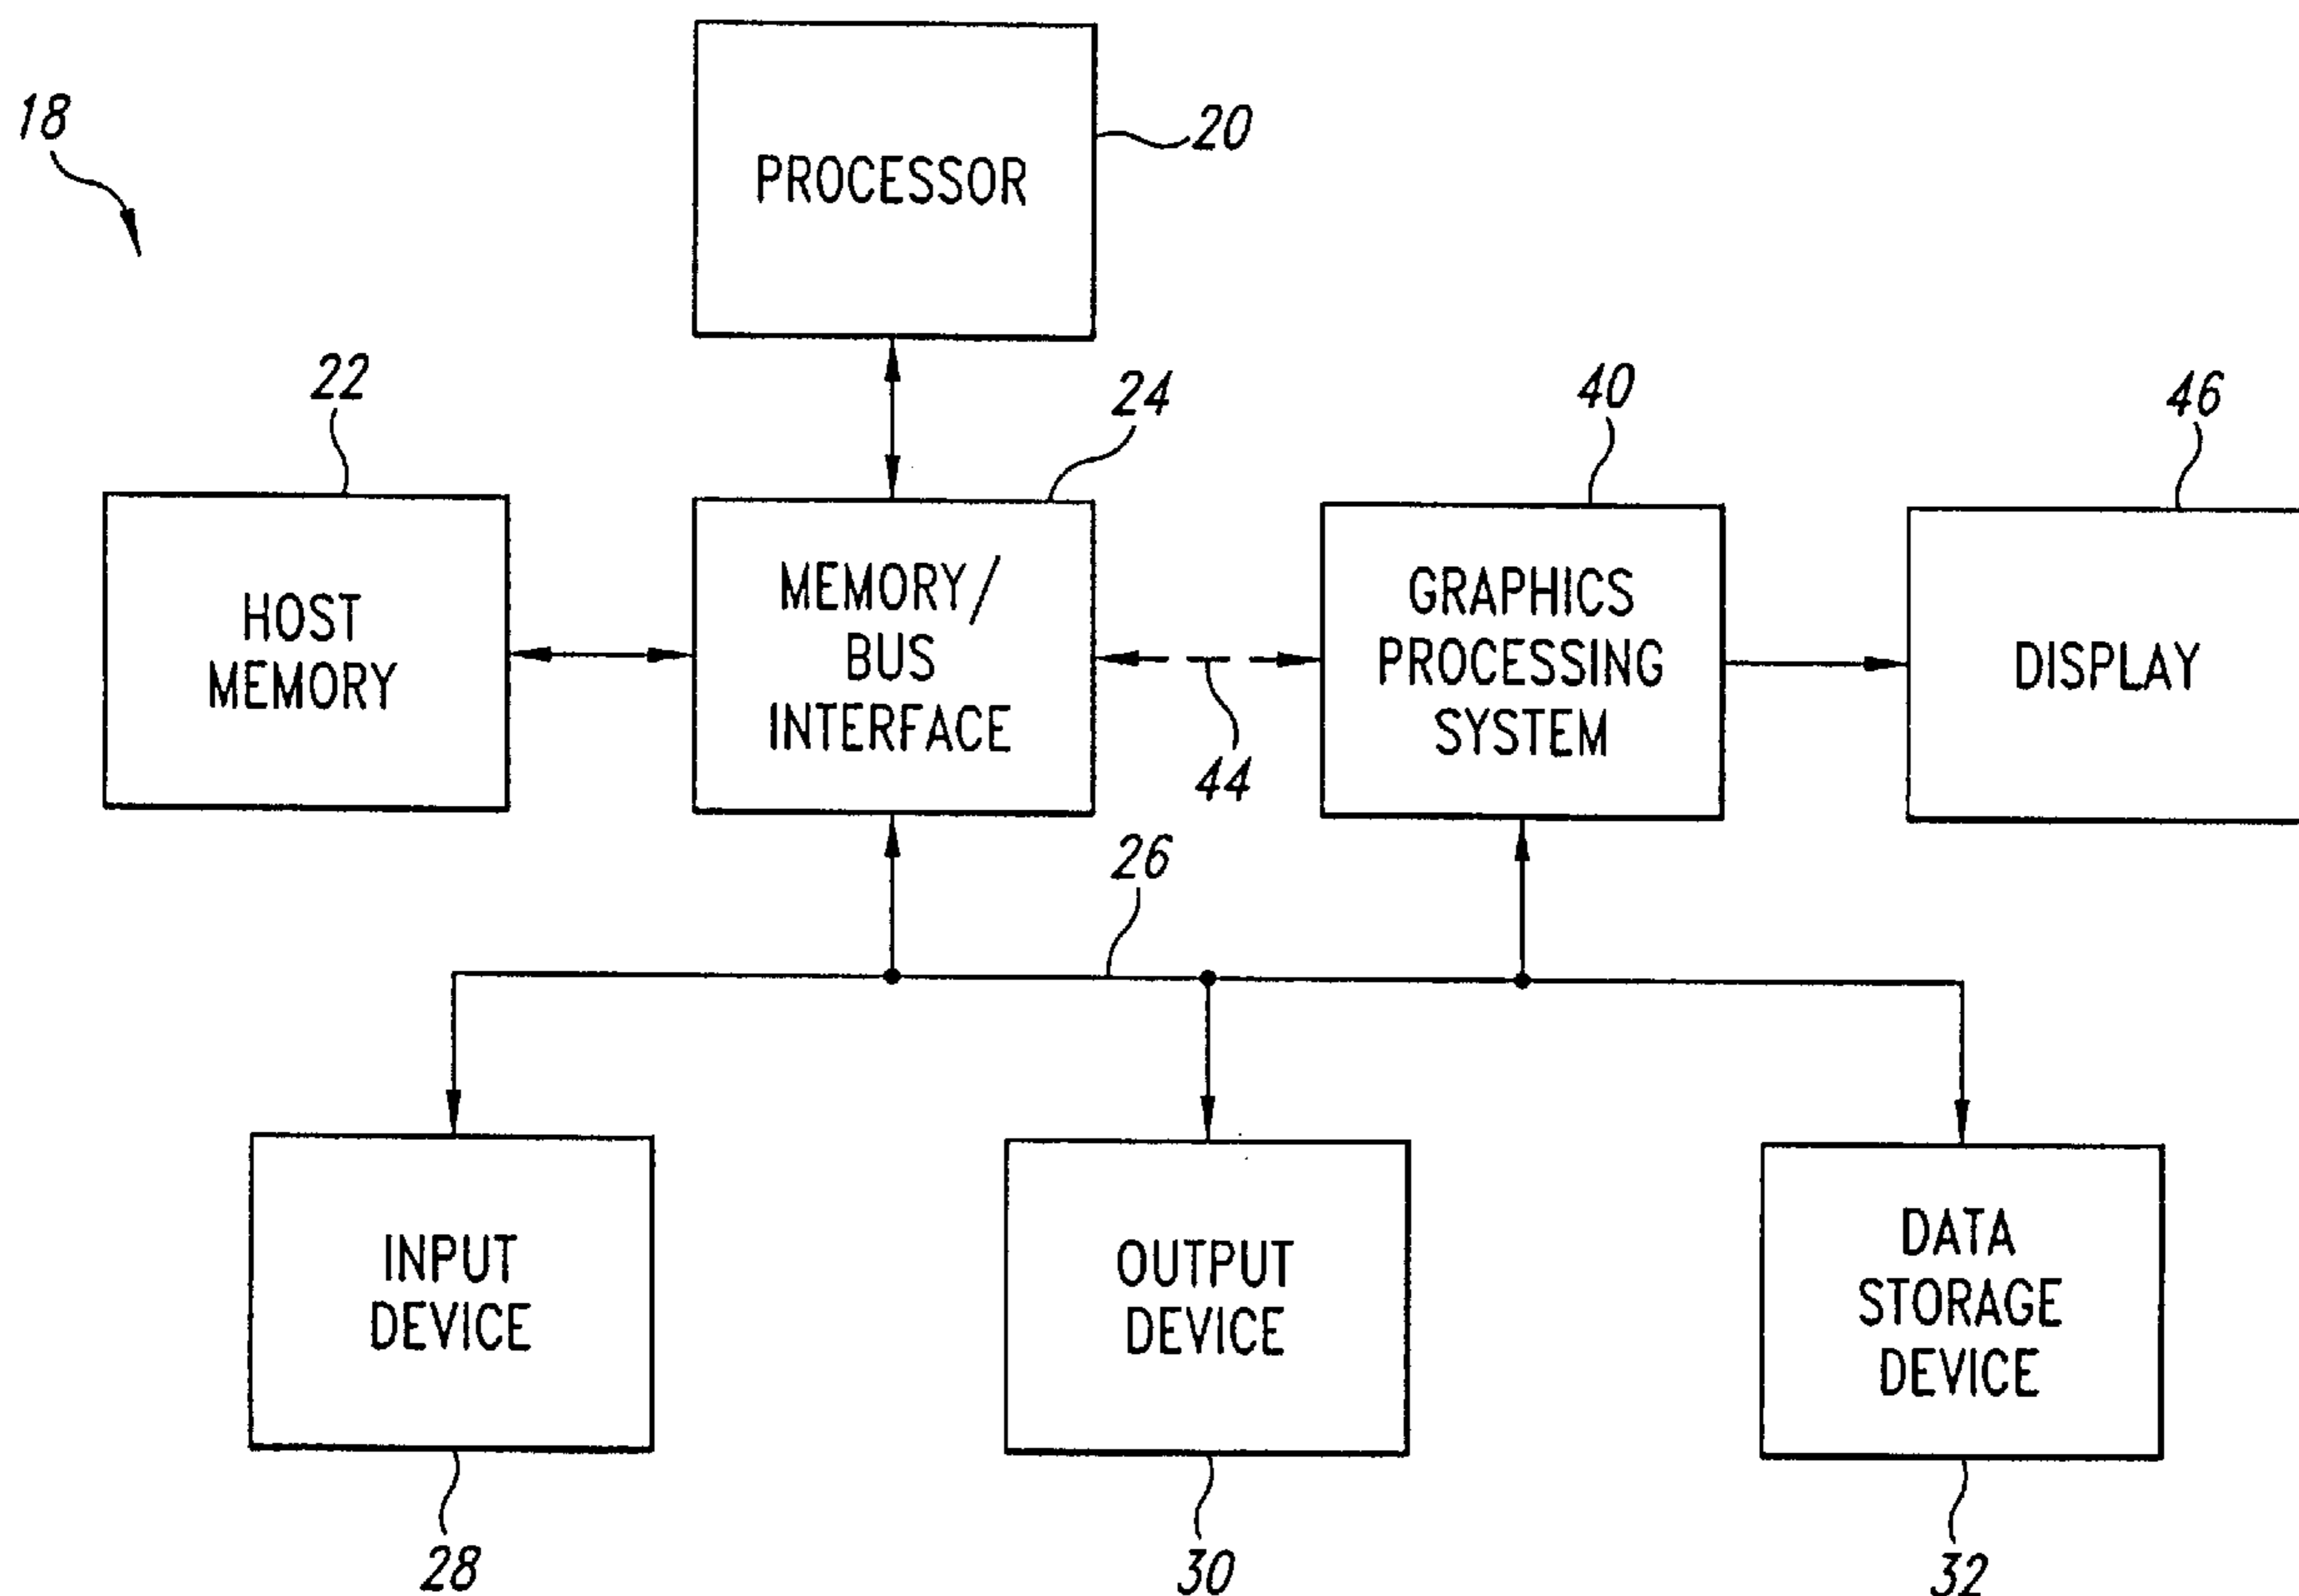 18
PROCESSOR
20
22
24
40
46
HOST
MEMORY
MEMORY/
BUS
INTERFACE
44
GRAPHICS
PROCESSING
SYSTEM
DISPLAY
26
INPUT
DEVICE
OUTPUT
DEVICE
DATA
STORAGE
DEVICE
28
30
32